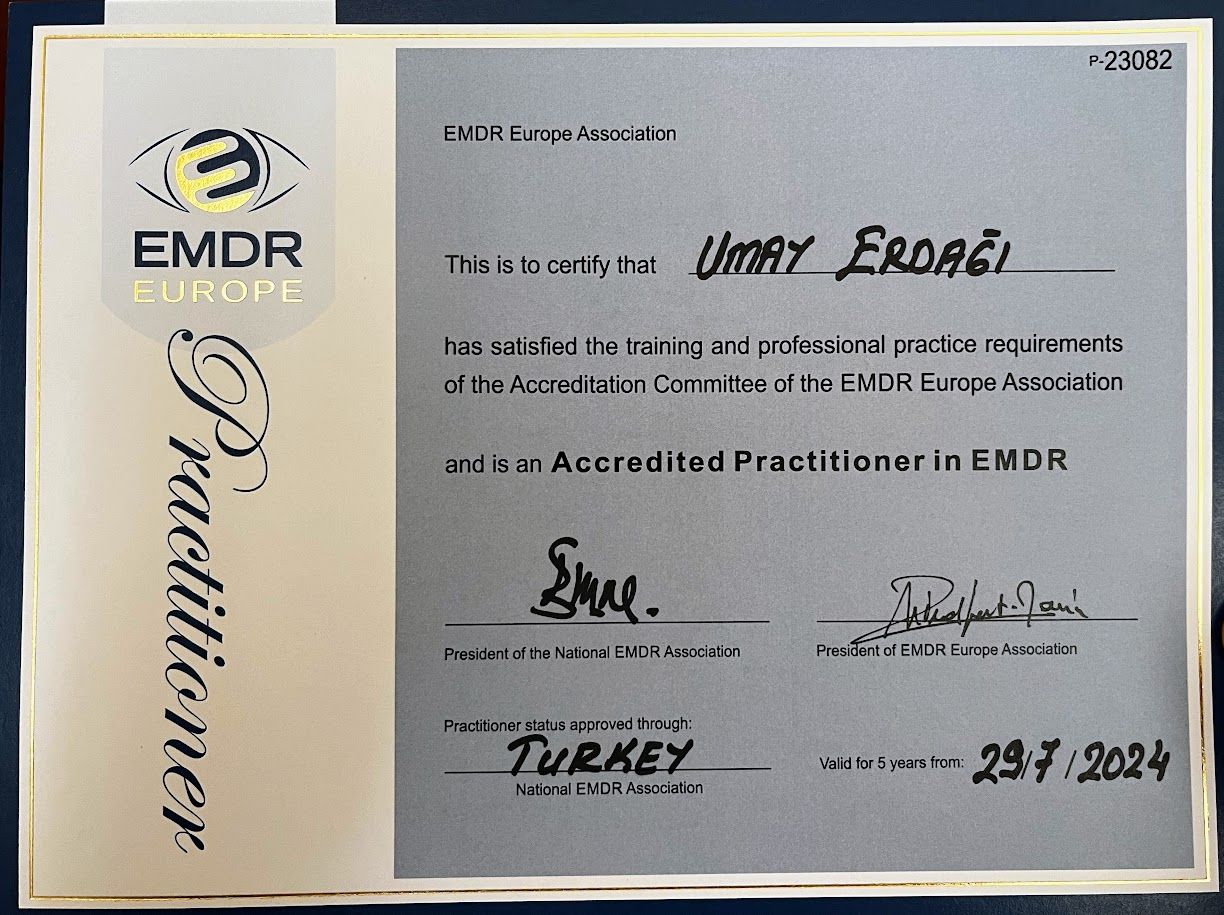 P-23082
EMDR
EUROPE
Practitioner
EMDR Europe Association
This is to certify that UMAY ERDAĞI
has satisfied the training and professional practice requirements
of the Accreditation Committee of the EMDR Europe Association
and is an Accredited Practitioner in EMDR
Emre.
President of the National EMDR Association
President of EMDR Europe Association
Practitioner status approved through:
TURKEY
National EMDR Association
Valid for 5 years from: 29/7/2024